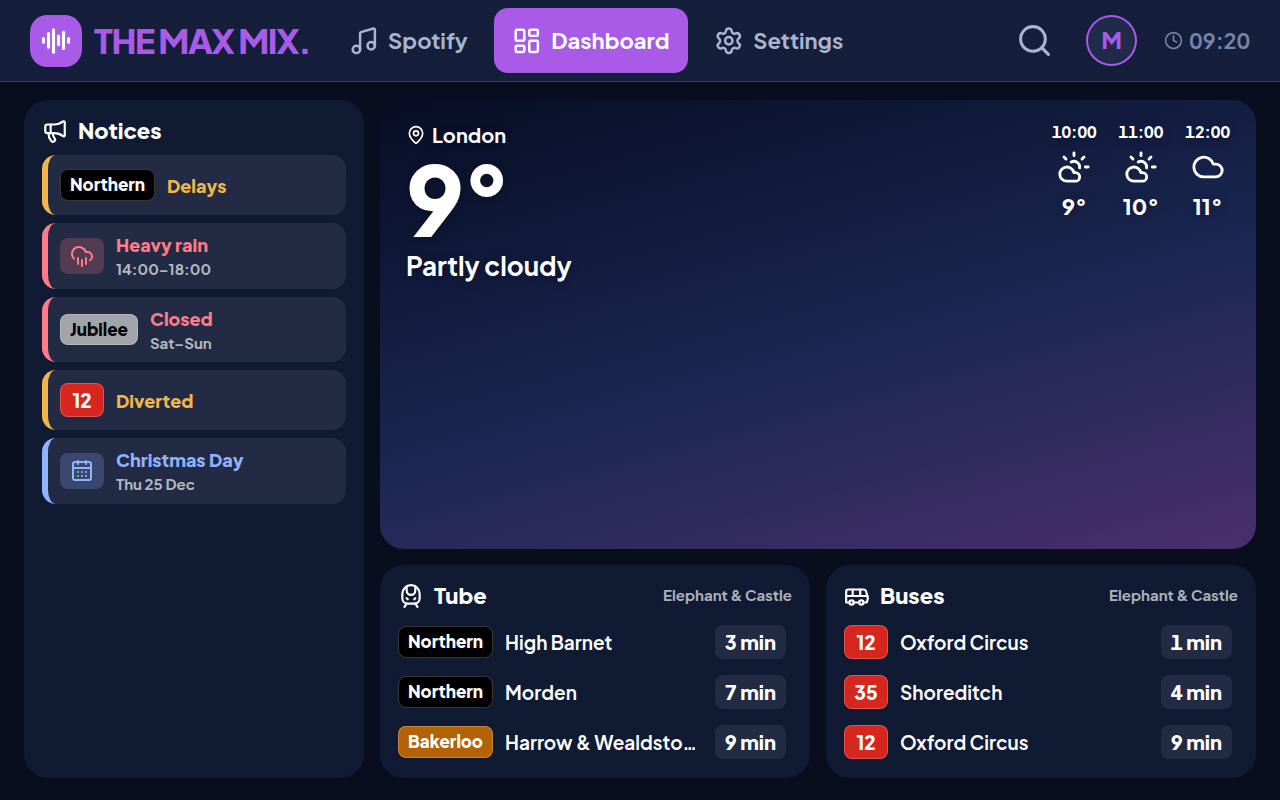 THE MAX MIX.
Spotify
Dashboard
Settings
M
09:20
Notices
Northern Delays
Heavy rain
14:00–18:00
Jubilee Closed
Sat–Sun
12 Diverted
Christmas Day
Thu 25 Dec
London
9°
Partly cloudy
10:00 11:00 12:00
9° 10° 11°
Tube Elephant & Castle
Northern High Barnet 3 min
Northern Morden 7 min
Bakerloo Harrow & Wealdsto… 9 min
Buses Elephant & Castle
12 Oxford Circus 1 min
35 Shoreditch 4 min
12 Oxford Circus 9 min